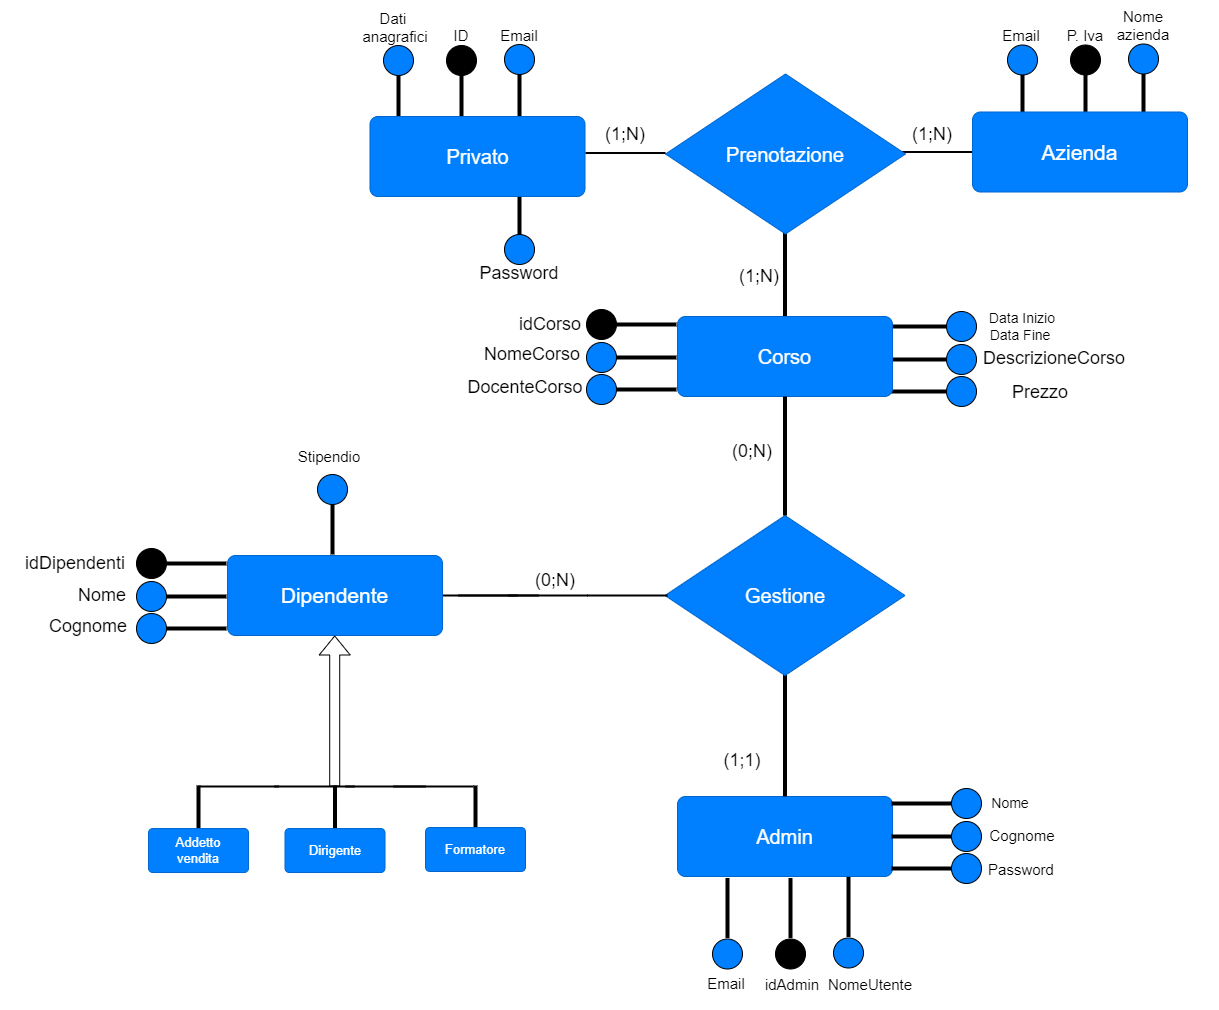 Dati
anagrafici
ID
Email
Email
P. Iva
Nome
azienda
Privato
(1;N)
Prenotazione
(1;N)
Azienda
Password
(1;N)
idCorso
NomeCorso
DocenteCorso
Corso
Data Inizio
Data Fine
DescrizioneCorso
Prezzo
(0;N)
Stipendio
idDipendenti
Nome
Cognome
Dipendente
(0;N)
Gestione
(1;1)
Addetto
vendita
Dirigente
Formatore
Admin
Nome
Cognome
Password
Email
idAdmin
NomeUtente